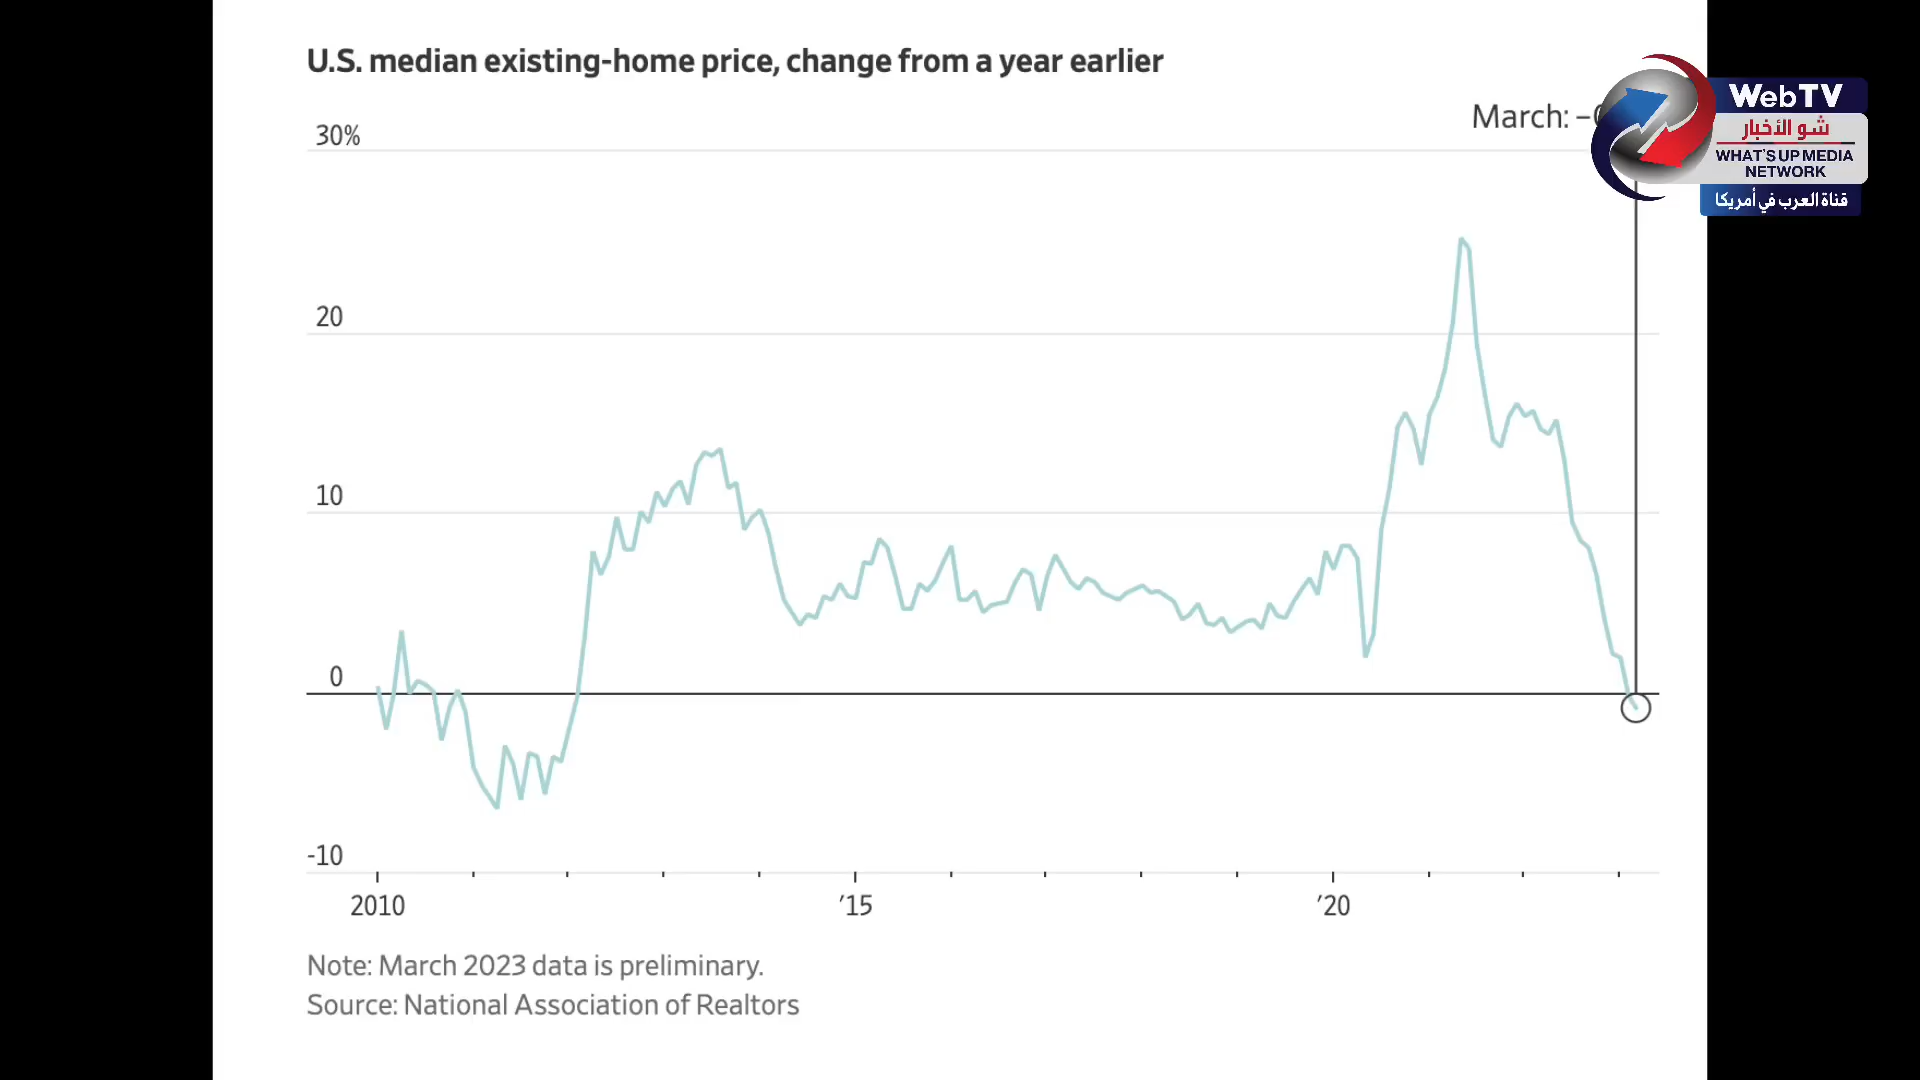 U.S. median existing-home price, change from a year earlier
March:
WebTV
شو الأخبار
WHAT'S UP MEDIA
NETWORK
قناة العرب في أمريكا
30%
20
10
0
-10
2010 '15 '20
Note: March 2023 data is preliminary.
Source: National Association of Realtors